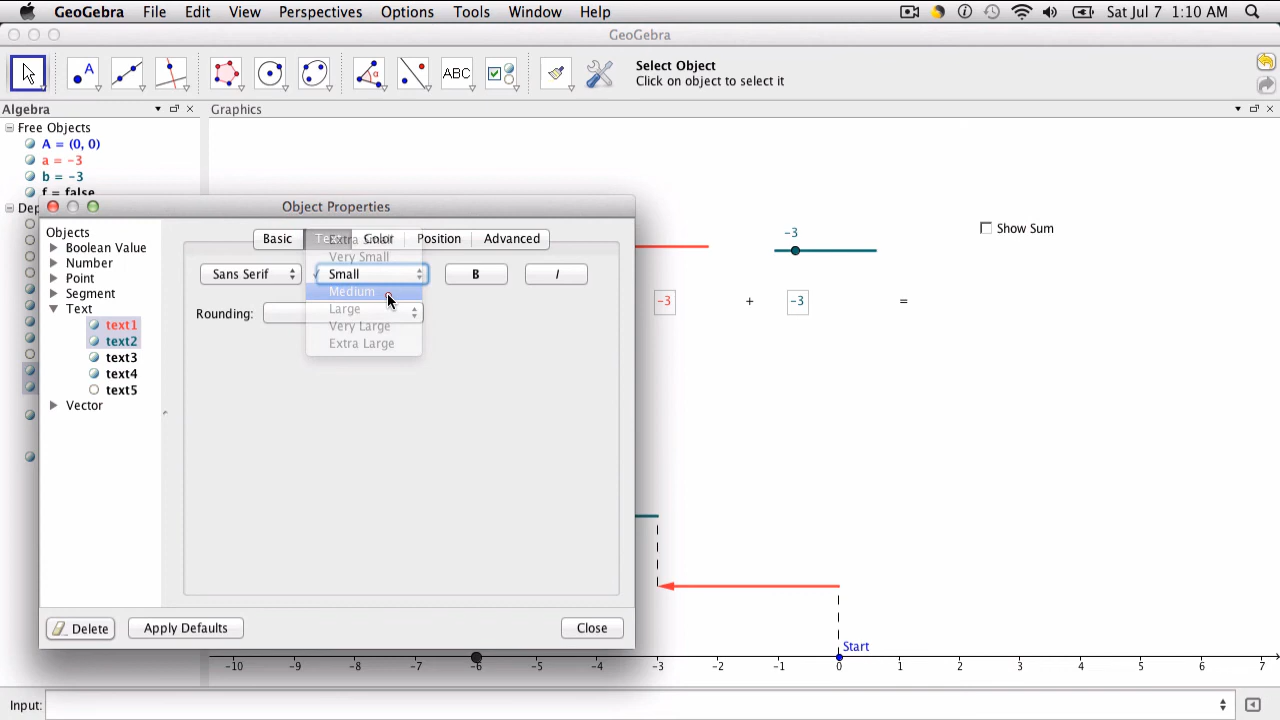 GeoGebra File Edit View Perspectives Options Tools Window Help Sat Jul 7 1:10 AM
GeoGebra
A ABC Select Object
Click on object to select it
Algebra Graphics
Free Objects
A = (0, 0)
a = -3
b = -3
f = false
Dep
Object Properties
Objects
Boolean Value
Number
Point
Segment
Text
text1
text2
text3
text4
text5
Vector
Basic Text Color Position Advanced
Sans Serif
Extra Small
Very Small
✓ Small
Medium
Large
Very Large
Extra Large
B I
Rounding:
Delete Apply Defaults Close
-3
Show Sum
-3 + -3 =
Start
-10 -9 -8 -7 -6 -5 -4 -3 -2 -1 0 1 2 3 4 5 6 7
Input: